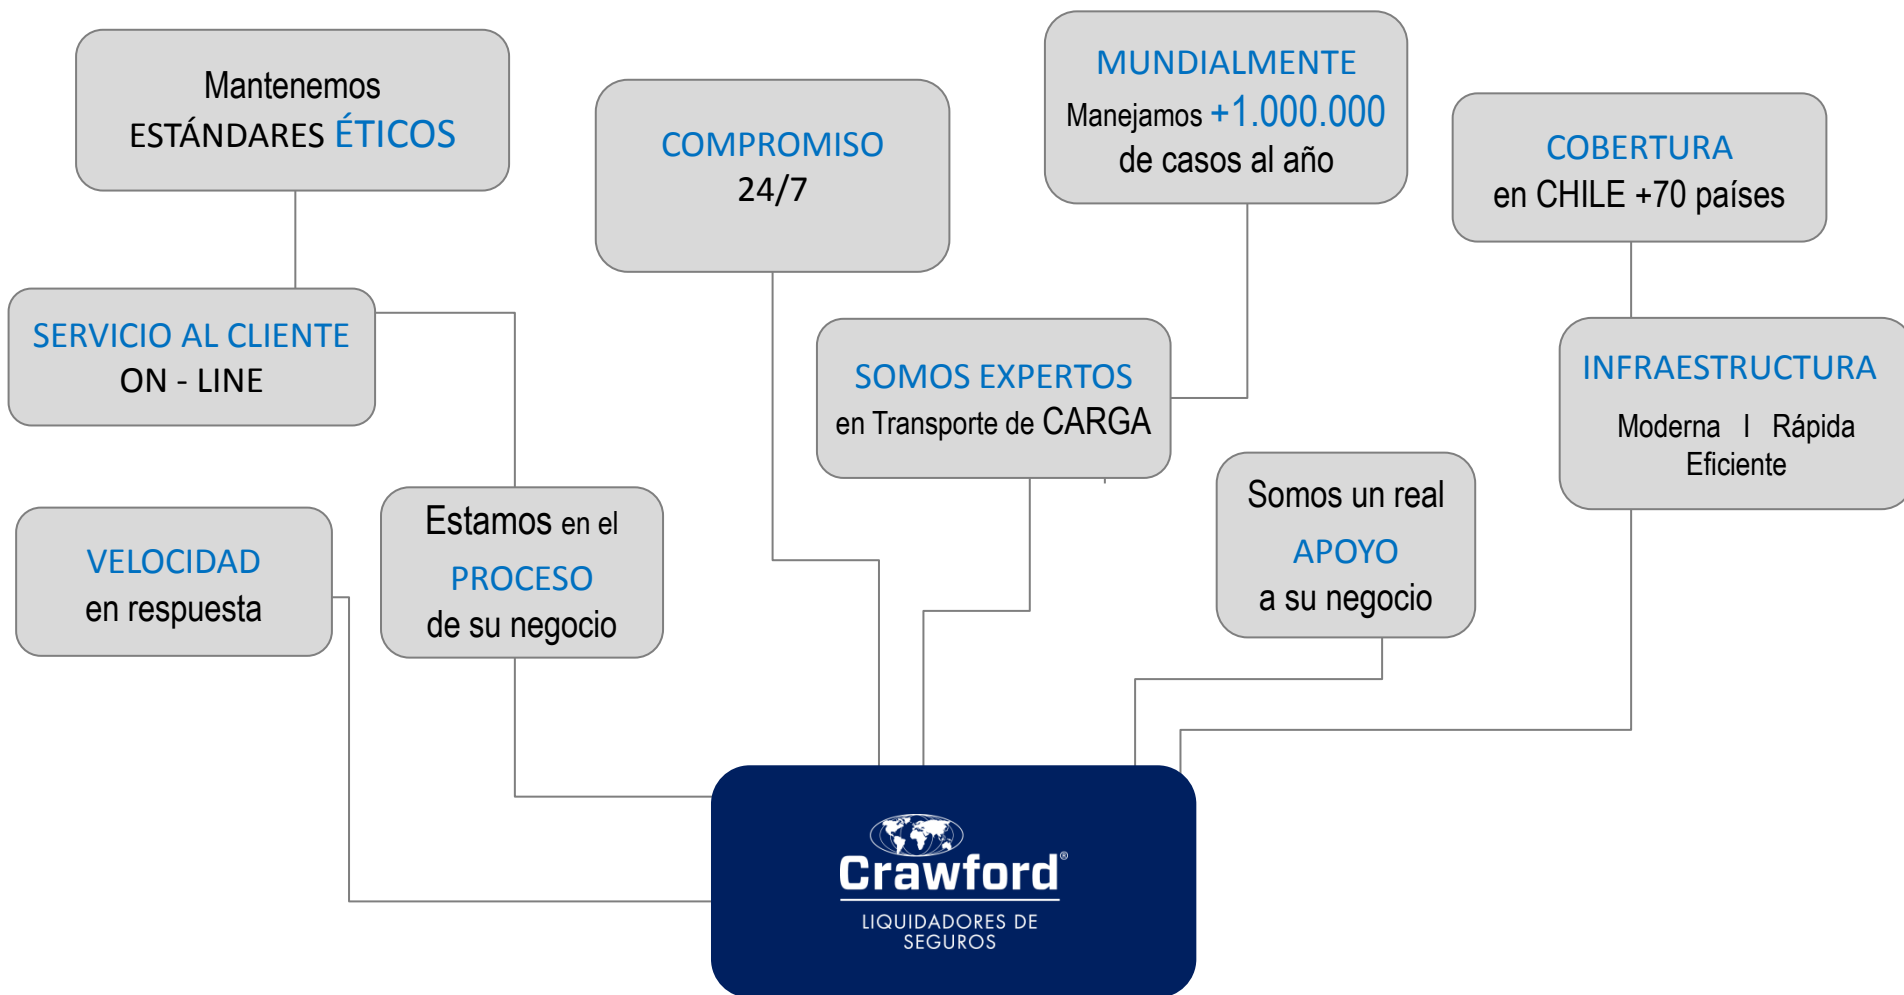 Mantenemos
ESTÁNDARES ÉTICOS
COMPROMISO
24/7
MUNDIALMENTE
Manejamos +1.000.000
de casos al año
COBERTURA
en CHILE +70 países
SERVICIO AL CLIENTE
ON - LINE
SOMOS EXPERTOS
en Transporte de CARGA
INFRAESTRUCTURA
Moderna I Rápida
Eficiente
VELOCIDAD
en respuesta
Estamos en el
PROCESO
de su negocio
Somos un real
APOYO
a su negocio
Crawford®
LIQUIDADORES DE
SEGUROS